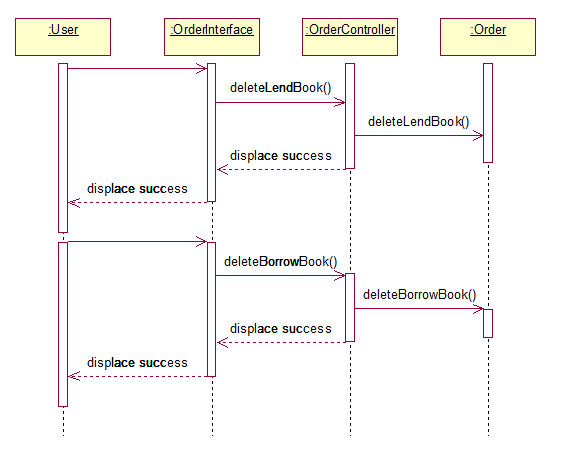 :User :OrderInterface :OrderController :Order
deleteLendBook()
deleteLendBook()
displace success
displace success
deleteBorrowBook()
deleteBorrowBook()
displace success
displace success